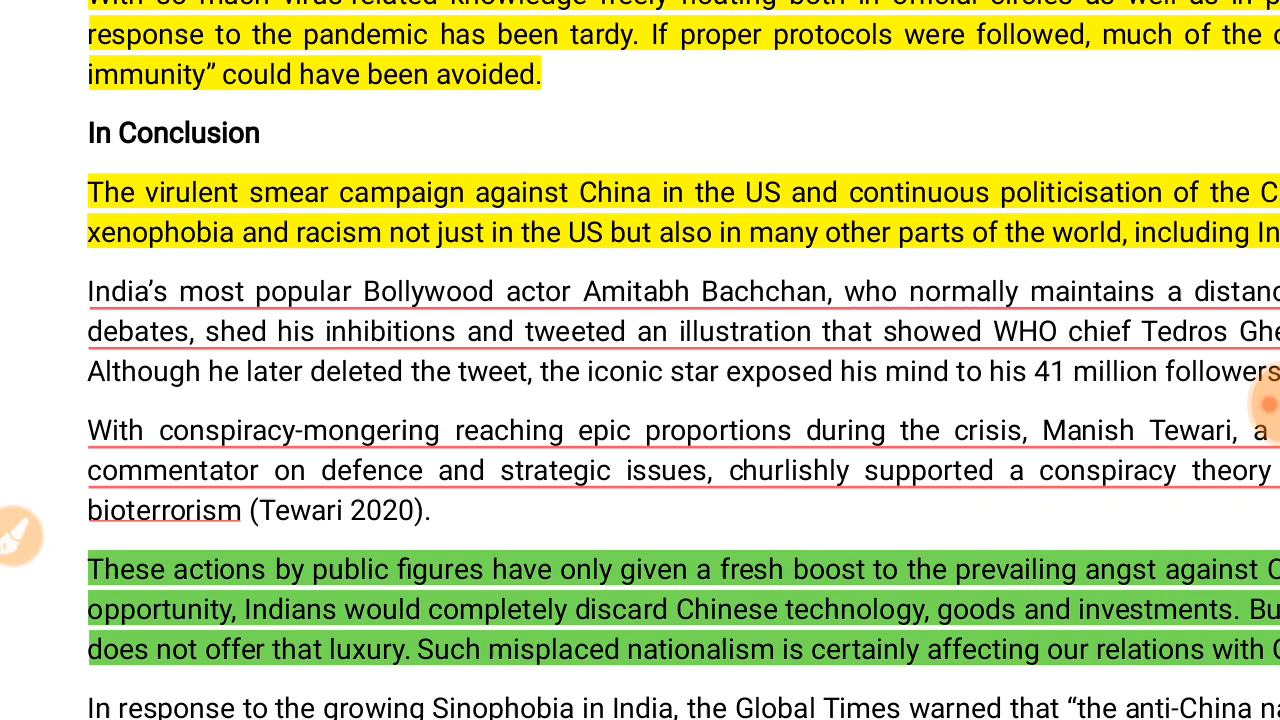 response to the pandemic has been tardy. If proper protocols were followed, much of the
immunity” could have been avoided.
In Conclusion
The virulent smear campaign against China in the US and continuous politicisation of the
xenophobia and racism not just in the US but also in many other parts of the world, including
India’s most popular Bollywood actor Amitabh Bachchan, who normally maintains a
debates, shed his inhibitions and tweeted an illustration that showed WHO chief Tedros
Although he later deleted the tweet, the iconic star exposed his mind to his 41 million followers
With conspiracy-mongering reaching epic proportions during the crisis, Manish Tewari, a
commentator on defence and strategic issues, churlishly supported a conspiracy theory
bioterrorism (Tewari 2020).
These actions by public figures have only given a fresh boost to the prevailing angst against
opportunity, Indians would completely discard Chinese technology, goods and investments.
does not offer that luxury. Such misplaced nationalism is certainly affecting our relations with
In response to the growing Sinophobia in India, the Global Times warned that “the anti-China